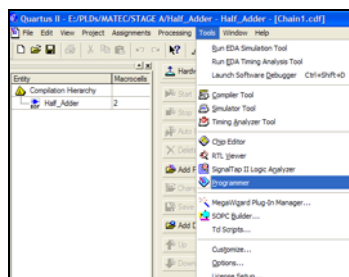 Quartus II - E:/PLDs/MATEC/STAGE A/Half_Adder - Half_Adder - [Chain1.cdf]
File Edit View Project Assignments Processing Tools Window Help
Run EDA Simulation Tool
Run EDA Timing Analysis Tool
Launch Software Debugger Ctrl+Shift+D
Compiler Tool
Simulator Tool
Timing Analyzer Tool
Chip Editor
RTL Viewer
SignalTap II Logic Analyzer
Programmer
MegaWizard Plug-In Manager...
SOPC Builder...
Tcl Scripts...
Customize...
Options...
License Setup
Entity Macrocells
Compilation Hierarchy
Half_Adder 2
Hardw
Start
Stop
Auto
Delet
Add F
Chan
Save
Add D
Up
Down